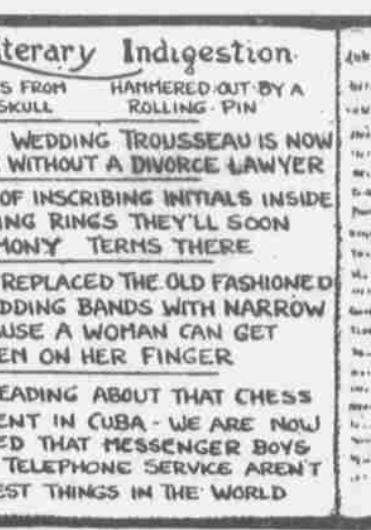 terary Indigestion
S FROM HAMMERED OUT BY A
SKULL ROLLING PIN
WEDDING TROUSSEAU IS NOW
WITHOUT A DIVORCE LAWYER
OF INSCRIBING INITIALS INSIDE
ING RINGS THEY'LL SOON
MONY TERMS THERE
REPLACED THE OLD FASHIONED
DDING BANDS WITH NARROW
USE A WOMAN CAN GET
EM ON HER FINGER
EADING ABOUT THAT CHESS
ENT IN CUBA - WE ARE NOW
ED THAT MESSENGER BOYS
TELEPHONE SERVICE AREN'T
EST THINGS IN THE WORLD